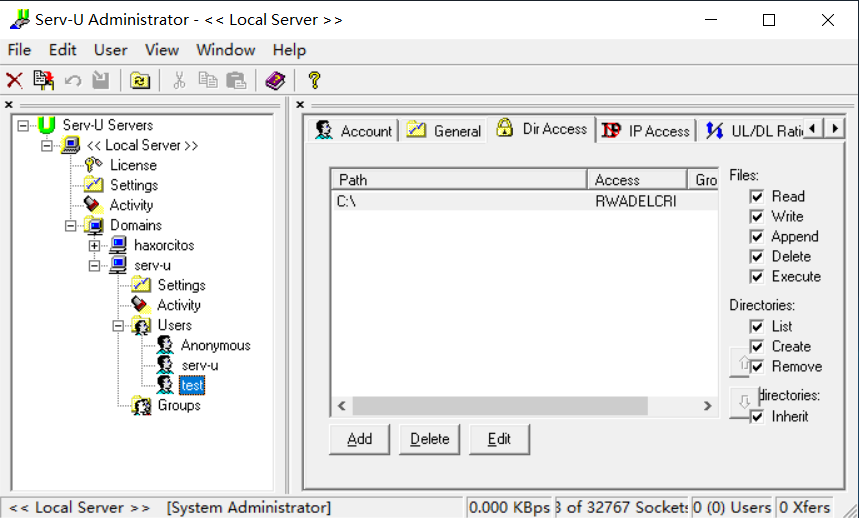 Serv-U Administrator - << Local Server >>
File Edit User View Window Help
Serv-U Servers
<< Local Server >>
License
Settings
Activity
Domains
haxorcitos
serv-u
Settings
Activity
Users
Anonymous
serv-u
test
Groups
Account General Dir Access IP Access UL/DL Rati
Path Access Gro
C:\ RWADELCRI
Files:
Read
Write
Append
Delete
Execute
Directories:
List
Create
Remove
directories:
Inherit
Add Delete Edit
<< Local Server >> [System Administrator] 0.000 KBps 3 of 32767 Sockets 0 (0) Users 0 Xfers